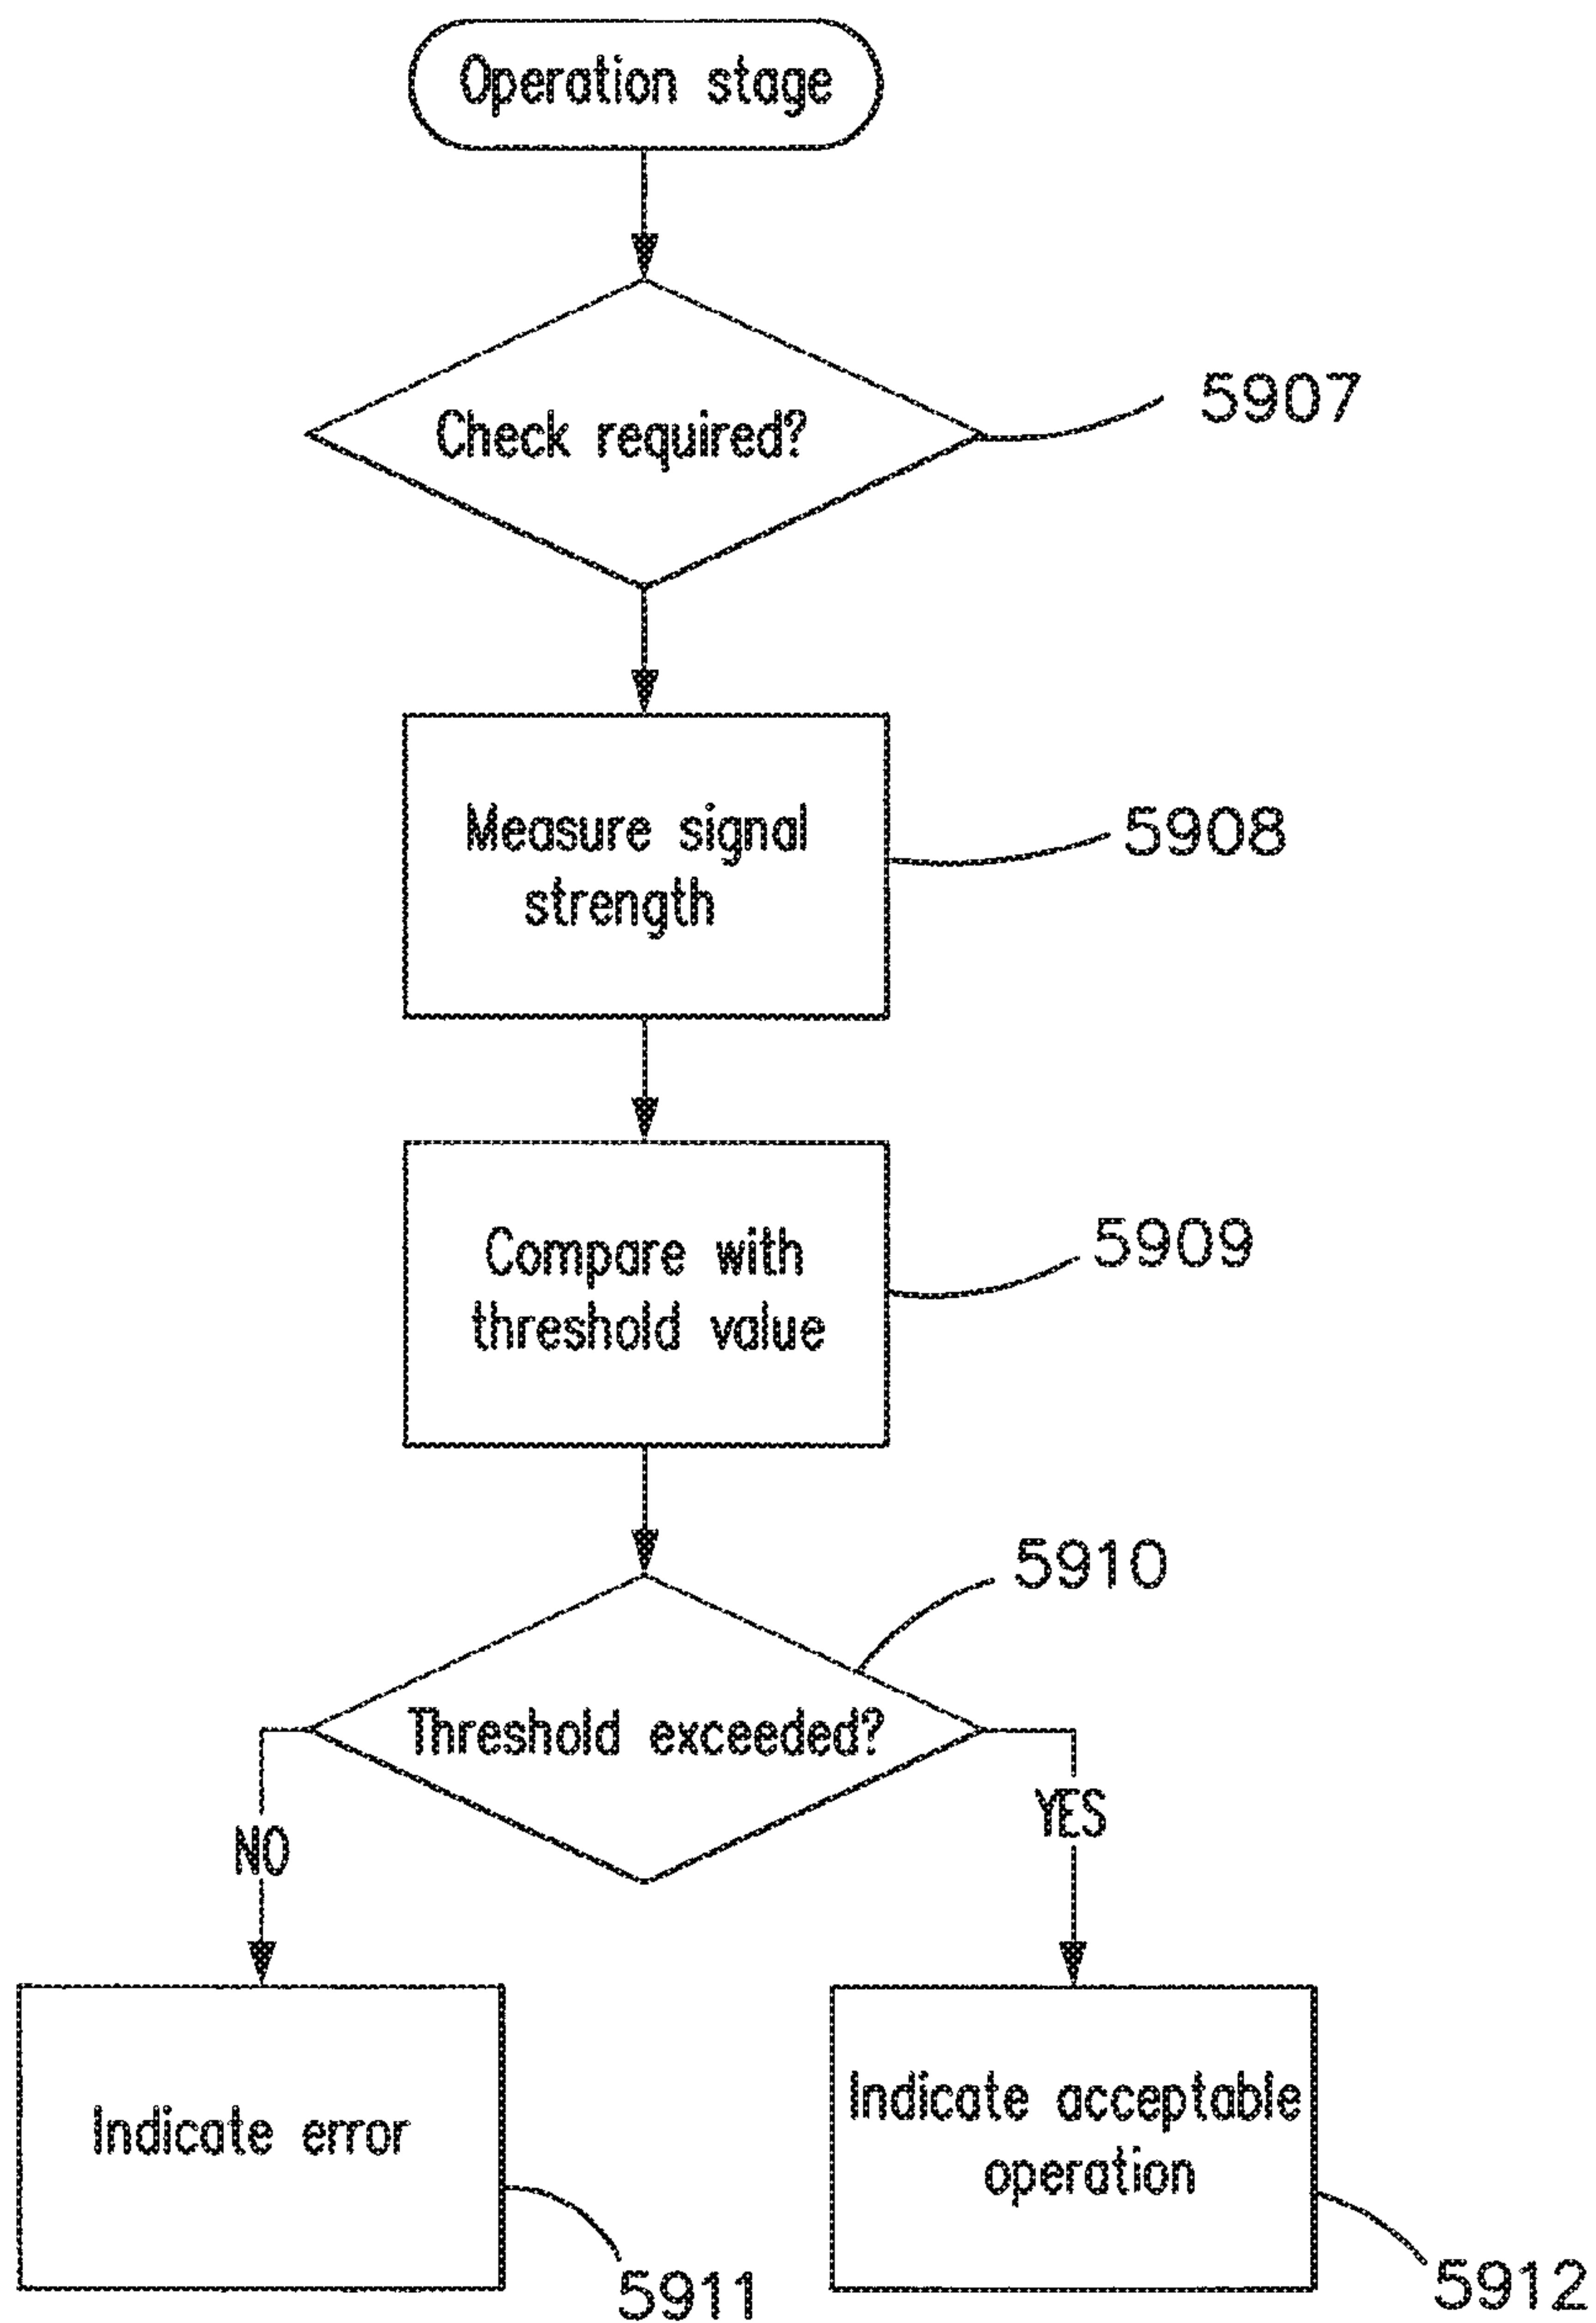 Operation stage
Check required?
5907
Measure signal
strength
5908
Compare with
threshold value
5909
5910
Threshold exceeded?
NO
YES
Indicate error
5911
Indicate acceptable
operation
5912